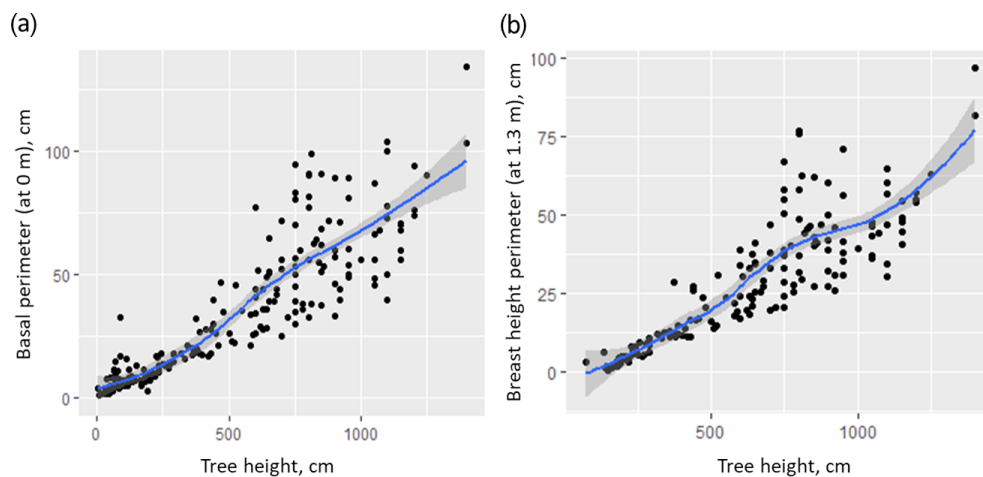 (a)
Basal perimeter (at 0 m), cm
100
50
0
0 500 1000
Tree height, cm
(b)
Breast height perimeter (at 1.3 m), cm
100
75
50
25
0
500 1000
Tree height, cm